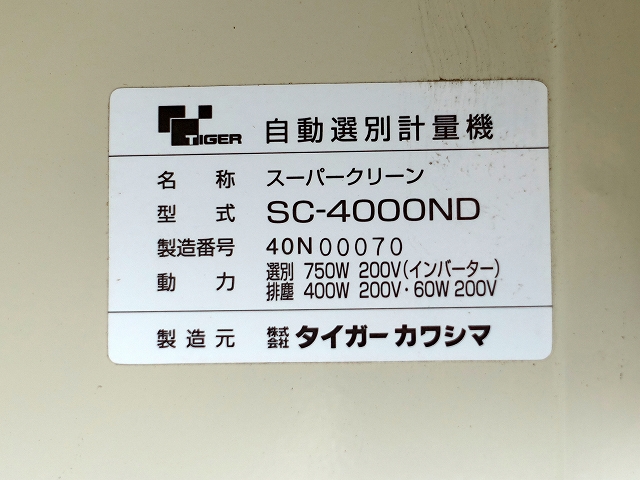 TIGER 自動選別計量機
名称 スーパークリーン
型式 SC-4000ND
製造番号 40N00070
動力 選別 750W 200V(インバーター)
排塵 400W 200V・60W 200V
製造元 株式会社 タイガーカワシマ